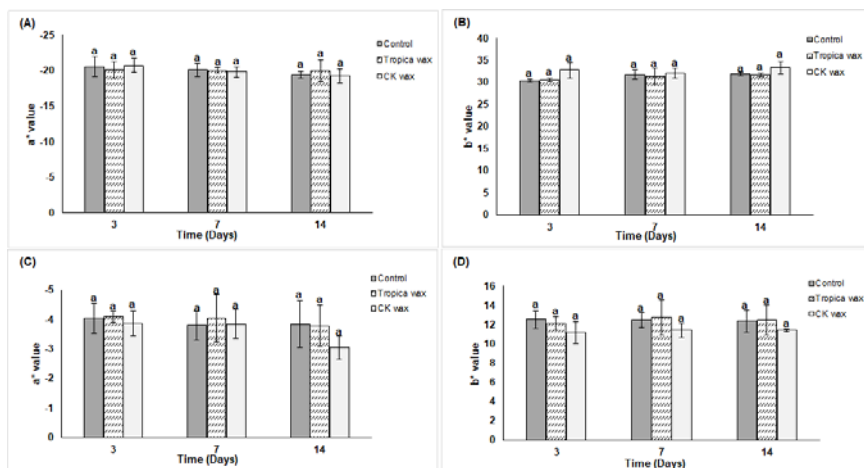 (A)
-25
-20
-15
-10
-5
0
a* value
a a a a a a a a a
3 7 14
Time (Days)
Control
Tropica wax
CK wax
(B)
40
35
30
25
20
15
10
5
0
b* value
a a a a a a a a a
3 7 14
Time (Days)
Control
Tropica wax
CK wax
(C)
-5
-4
-3
-2
-1
0
a* value
a a a a a a a a a
3 7 14
Time (Days)
Control
Tropica wax
CK wax
(D)
16
14
12
10
8
6
4
2
0
b* value
a a a a a a a a a
3 7 14
Time (Days)
Control
Tropica wax
CK wax